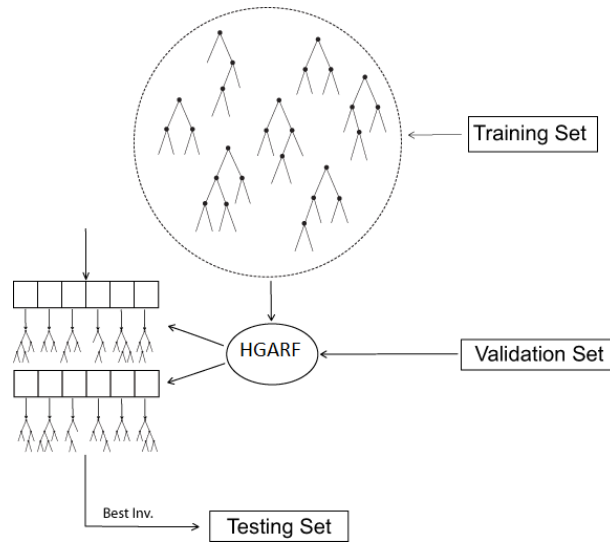 Training Set
HGARF
Validation Set
Best Inv.
Testing Set